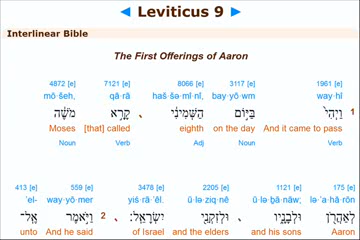 ◄ Leviticus 9 ►
Interlinear Bible
The First Offerings of Aaron
4872 [e] 7121 [e] 8066 [e] 3117 [e] 1961 [e]
mō·šeh, qā·rā haš·šə·mî·nî, bay·yō·wm way·hî
מֹשֶׁ֔ה קָרָ֣א ، הַשְּׁמִינִ֔י בַּיּ֣וֹם וַיְהִי֙ 1
Moses [that] called eighth on the day And it came to pass
Noun Verb Adj Noun Verb
413 [e] 559 [e] 3478 [e] 2205 [e] 1121 [e] 175 [e]
’el- way·yō·mer yiś·rā·’êl. ū·lə·ziq·nê ū·lə·ḇā·nāw; lə·’a·hă·rōn
אֶֽל־ וַיֹּ֣אמֶר 2 ، יִשְׂרָאֵֽל׃ וּלְזִקְנֵ֖י וּלְבָנָ֑יו לְאַהֲרֹ֖ן
unto And he said of Israel and the elders and his sons Aaron